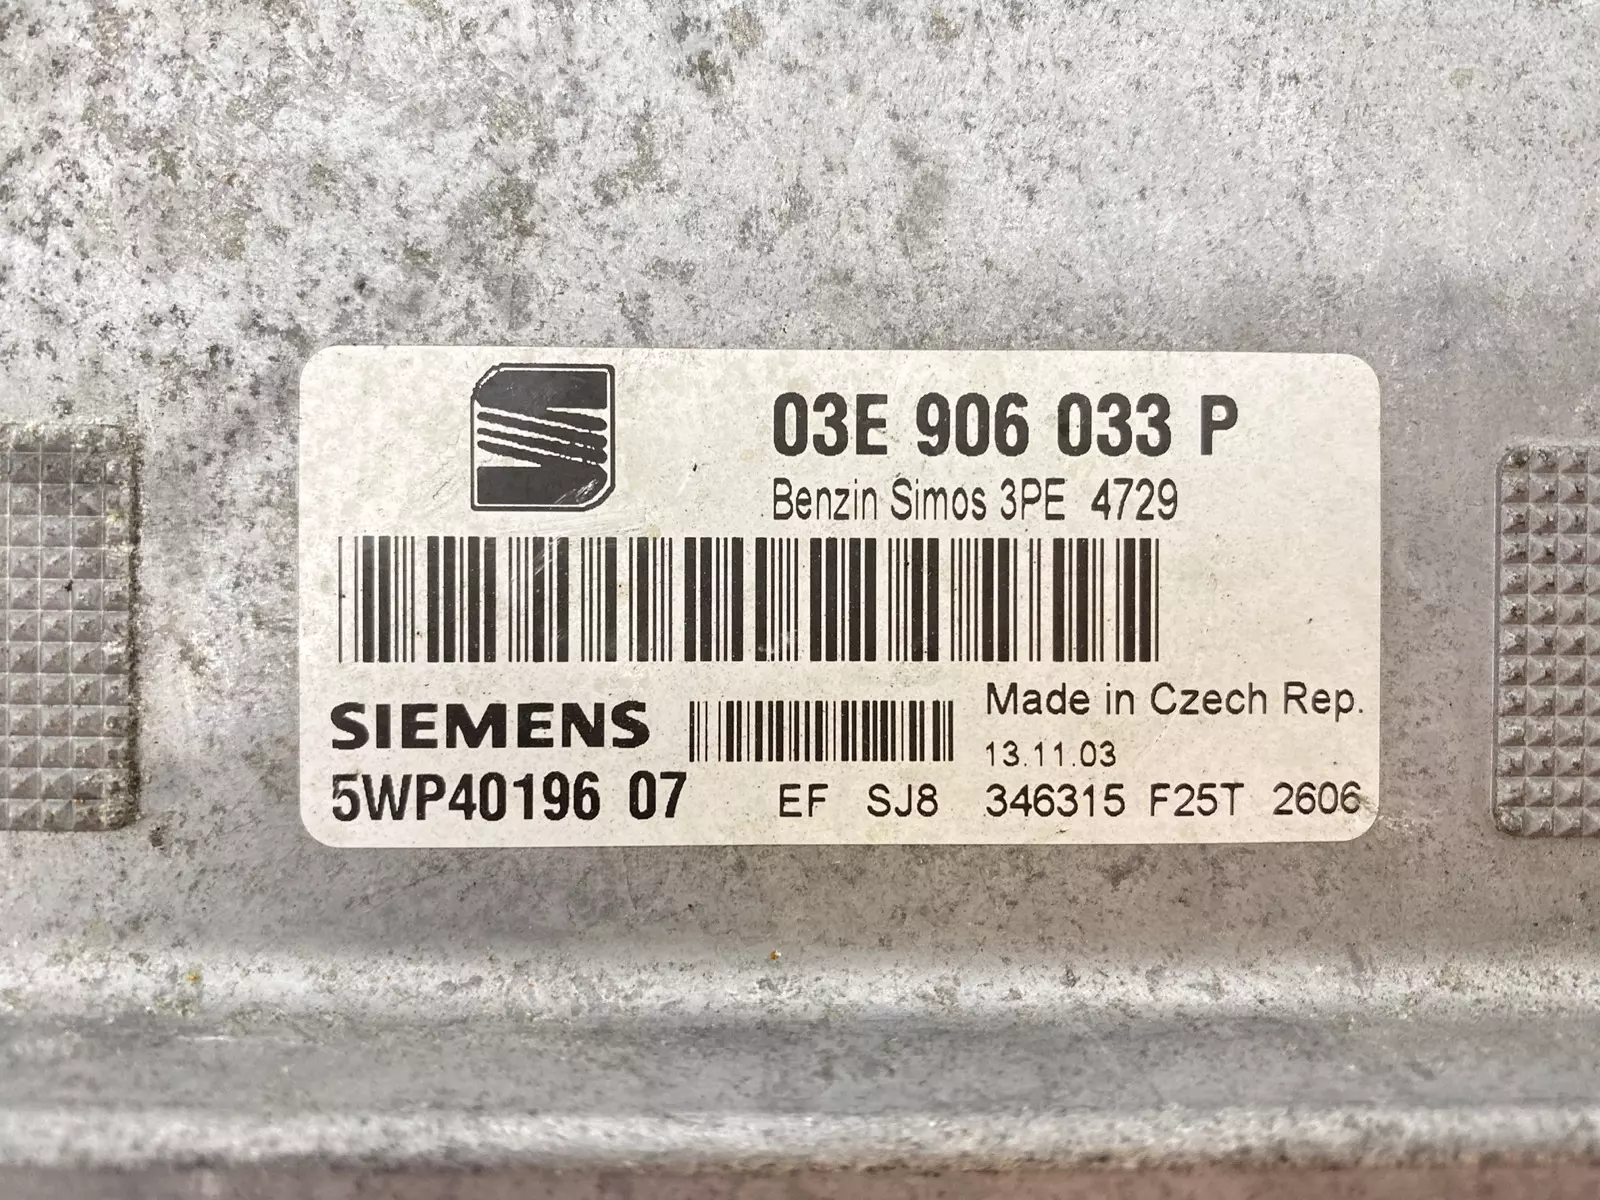 03E 906 033 P
Benzin Simos 3PE 4729
SIEMENS
Made in Czech Rep.
13.11.03
5WP40196 07
EF SJ8 346315 F25T 2606